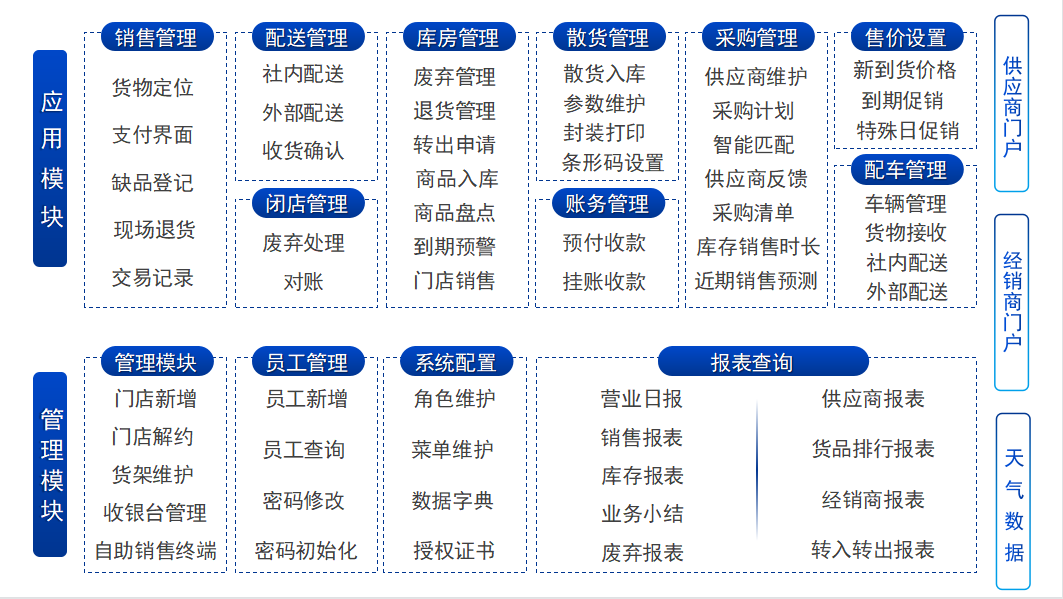 应用模块
销售管理
货物定位
支付界面
缺品登记
现场退货
交易记录
配送管理
社内配送
外部配送
收货确认
闭店管理
废弃处理
对账
库房管理
废弃管理
退货管理
转出申请
商品入库
商品盘点
到期预警
门店销售
散货管理
散货入库
参数维护
封装打印
条形码设置
账务管理
预付收款
挂账收款
采购管理
供应商维护
采购计划
智能匹配
供应商反馈
采购清单
库存销售时长
近期销售预测
售价设置
新到货价格
到期促销
特殊日促销
配车管理
车辆管理
货物接收
社内配送
外部配送
管理模块
管理模块
门店新增
门店解约
货架维护
收银台管理
自助销售终端
员工管理
员工新增
员工查询
密码修改
密码初始化
系统配置
角色维护
菜单维护
数据字典
授权证书
报表查询
营业日报
销售报表
库存报表
业务小结
废弃报表
供应商报表
货品排行报表
经销商报表
转入转出报表
供应商门户
经销商门户
天气数据